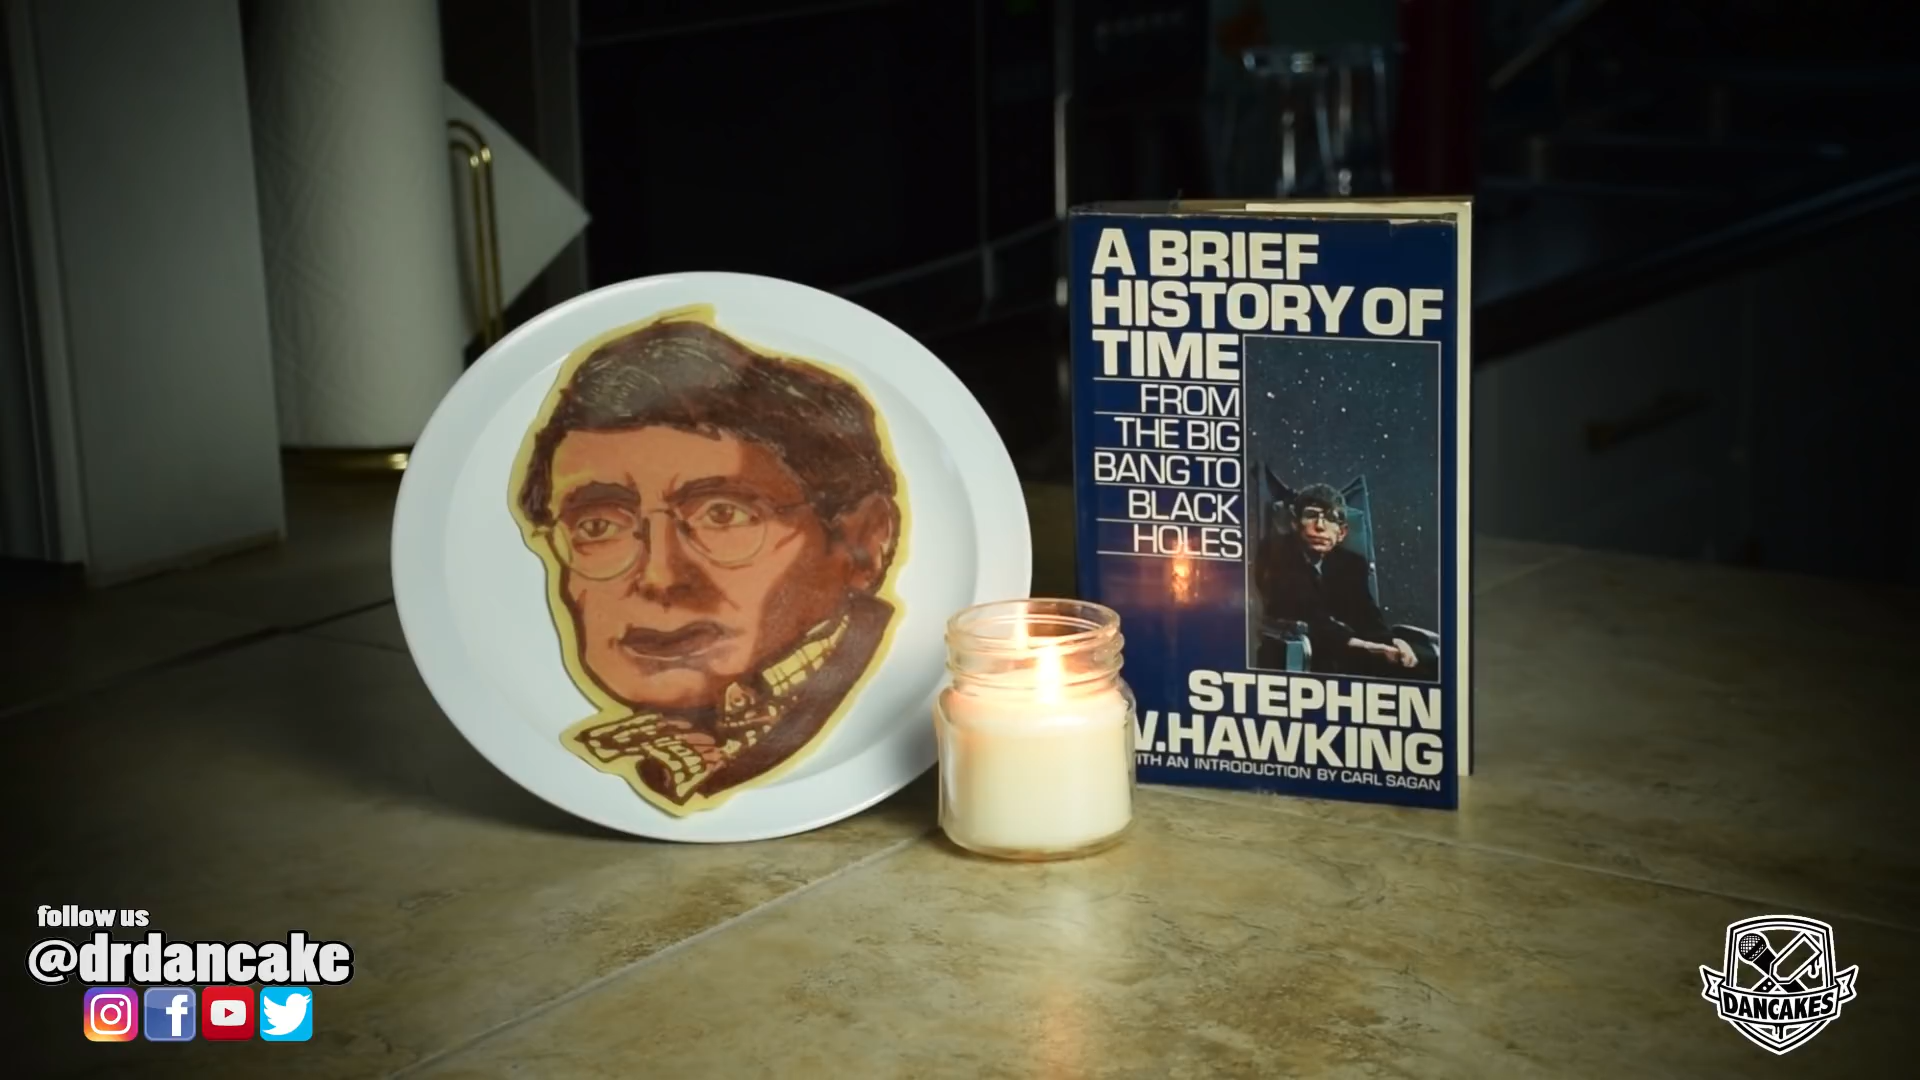 A BRIEF
HISTORY OF
TIME
FROM
THE BIG
BANG TO
BLACK
HOLES
STEPHEN
W.HAWKING
WITH AN INTRODUCTION BY CARL SAGAN
follow us
@drdancake
DANCAKES